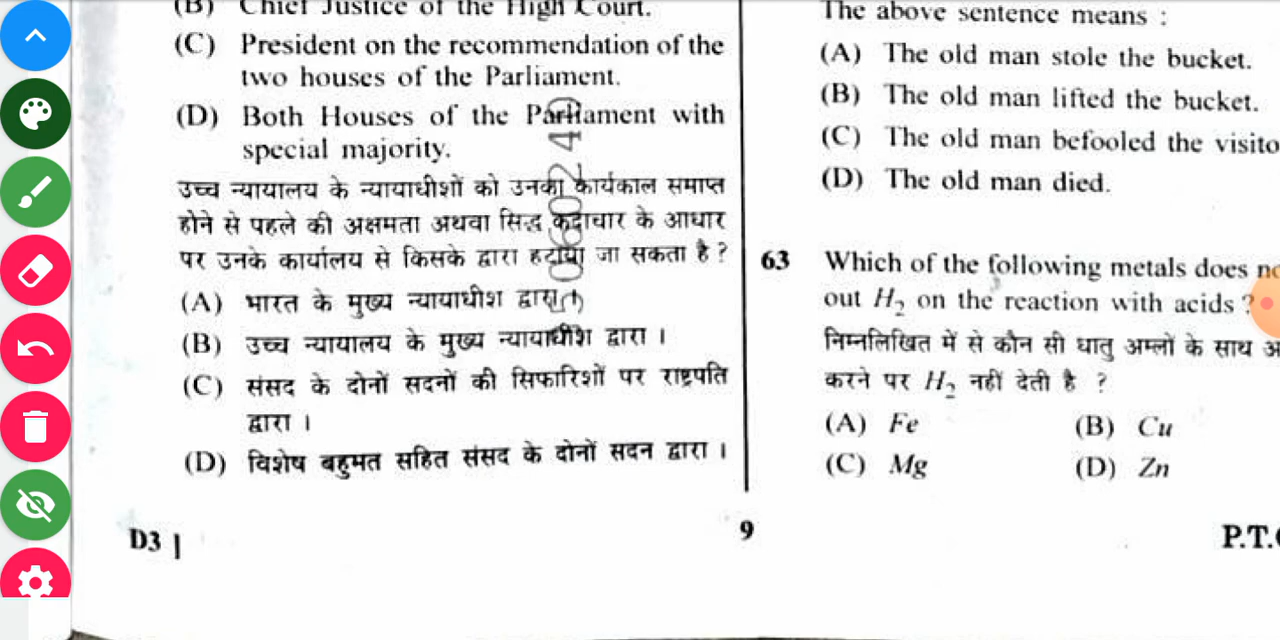 (B) Chief Justice of the High Court.
(C) President on the recommendation of the
two houses of the Parliament.
(D) Both Houses of the Parliament with
special majority.
उच्च न्यायालय के न्यायाधीशों को उनकी कार्यकाल समाप्त
होने से पहले की अक्षमता अथवा सिद्ध कदाचार के आधार
पर उनके कार्यालय से किसके द्वारा हटाया जा सकता है ?
(A) भारत के मुख्य न्यायाधीश द्वारा ।
(B) उच्च न्यायालय के मुख्य न्यायाधीश द्वारा ।
(C) संसद के दोनों सदनों की सिफारिशों पर राष्ट्रपति
द्वारा ।
(D) विशेष बहुमत सहित संसद के दोनों सदन द्वारा ।
D3 ]
9
The above sentence means :
(A) The old man stole the bucket.
(B) The old man lifted the bucket.
(C) The old man befooled the visito
(D) The old man died.
63 Which of the following metals does
out H₂ on the reaction with acids ?
निम्नलिखित में से कौन सी धातु अम्लों के साथ
करने पर H₂ नहीं देती है ?
(A) Fe (B) Cu
(C) Mg (D) Zn
P.T.